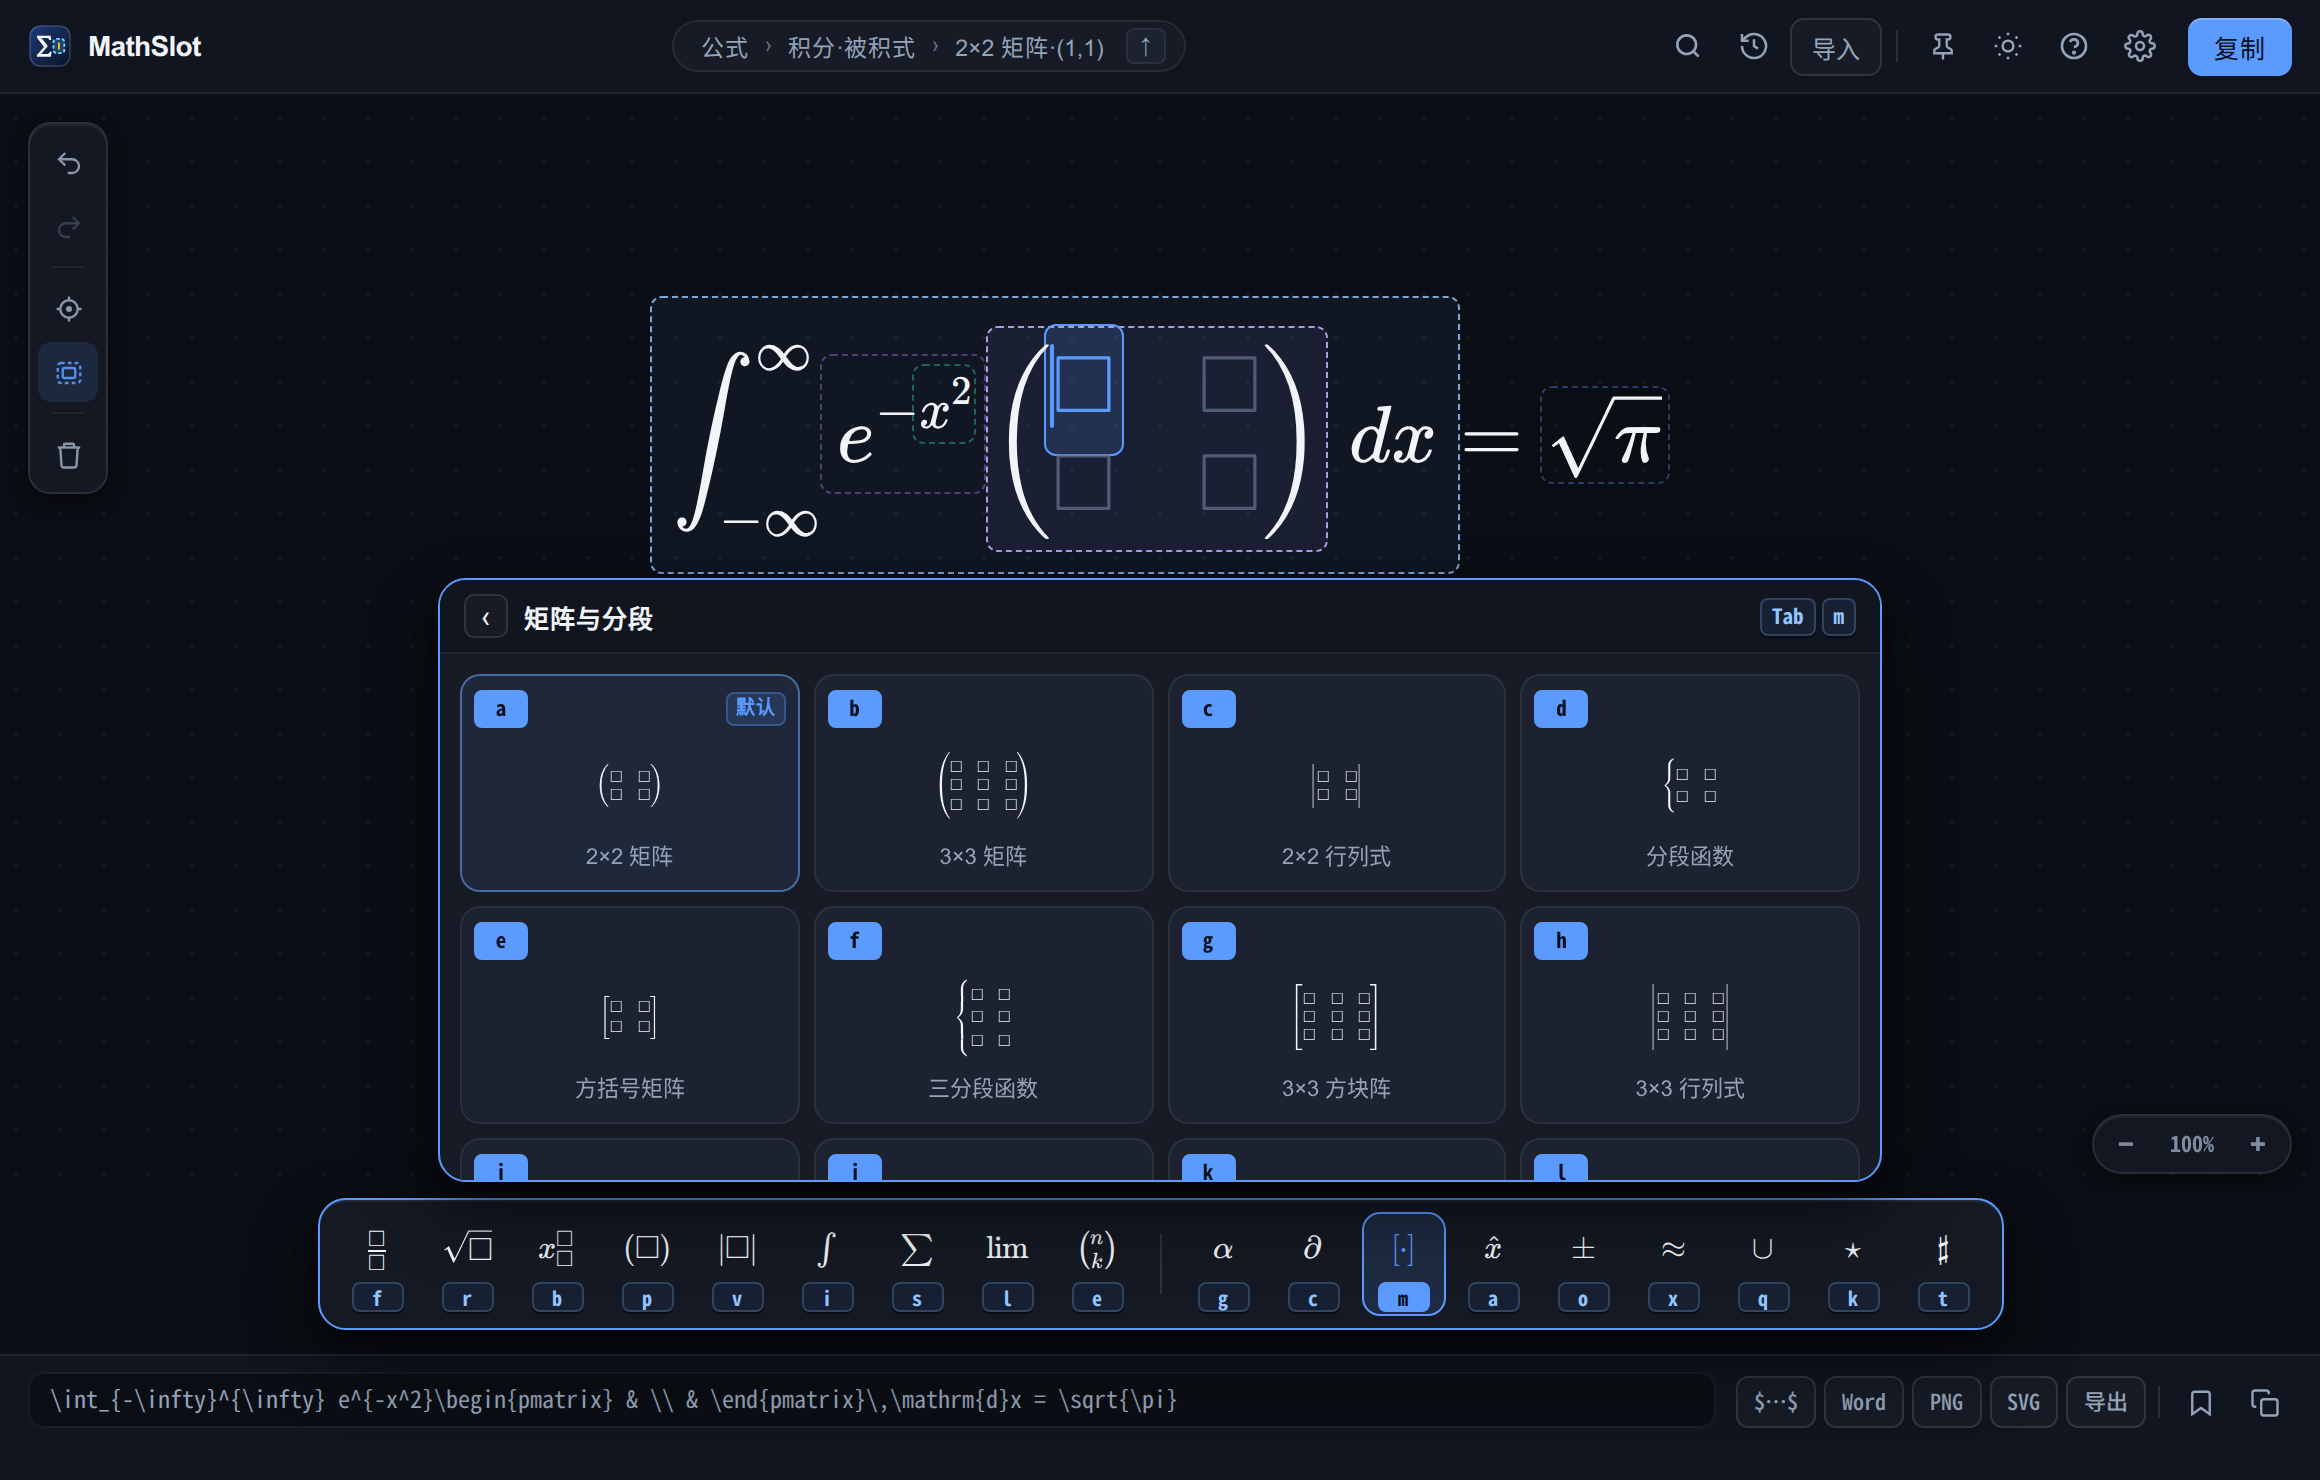 MathSlot
公式 › 积分·被积式 › 2×2 矩阵·(1,1) ↑
导入
复制
∫_{−∞}^{∞} e^{−x^2} (□ □ □ □) dx = √π
‹ 矩阵与分段 Tab m
a 默认 b c d
2×2 矩阵 3×3 矩阵 2×2 行列式 分段函数
e f g h
方括号矩阵 三分段函数 3×3 方块阵 3×3 行列式
i j k l
− 100% +
□/□ √□ x□□ (□) |□| ∫ ∑ lim (n k) α ∂ [·] x̂ ± ≈ ∪ ⋆ ♯
f r b p v i s l e g c m a o x q k t
\int_{-\infty}^{\infty} e^{-x^2}\begin{pmatrix} & \\ & \end{pmatrix}\,\mathrm{d}x = \sqrt{\pi}
$···$ Word PNG SVG 导出